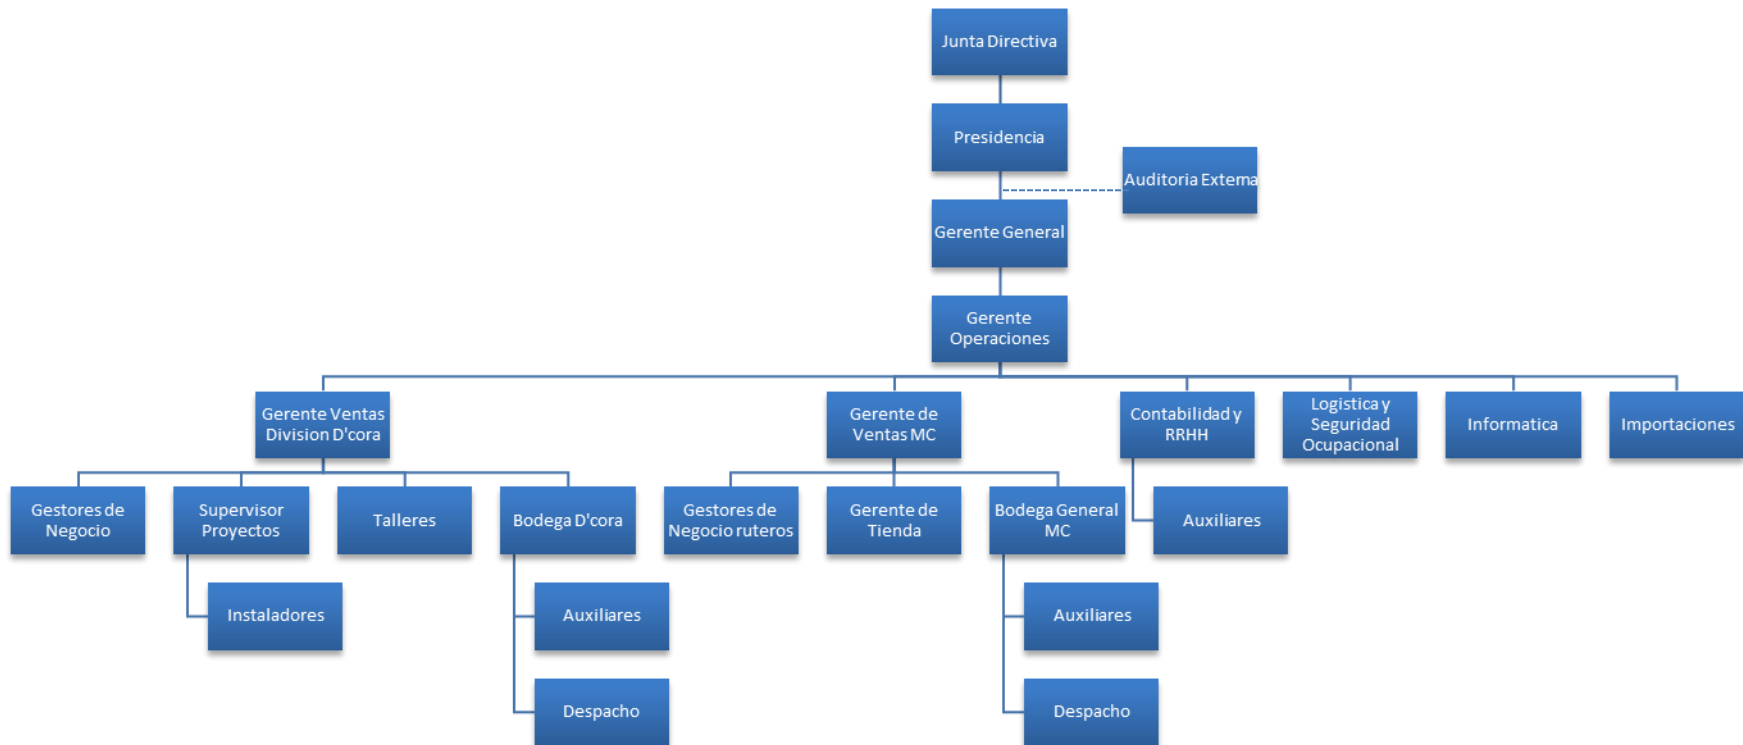 Junta Directiva
Presidencia
Auditoria Externa
Gerente General
Gerente
Operaciones
Gerente Ventas
Division D'cora
Gerente de
Ventas MC
Contabilidad y
RRHH
Logistica y
Seguridad
Ocupacional
Informatica
Importaciones
Gestores de
Negocio
Supervisor
Proyectos
Talleres
Bodega D'cora
Gestores de
Negocio ruteros
Gerente de
Tienda
Bodega General
MC
Auxiliares
Instaladores
Auxiliares
Auxiliares
Despacho
Despacho